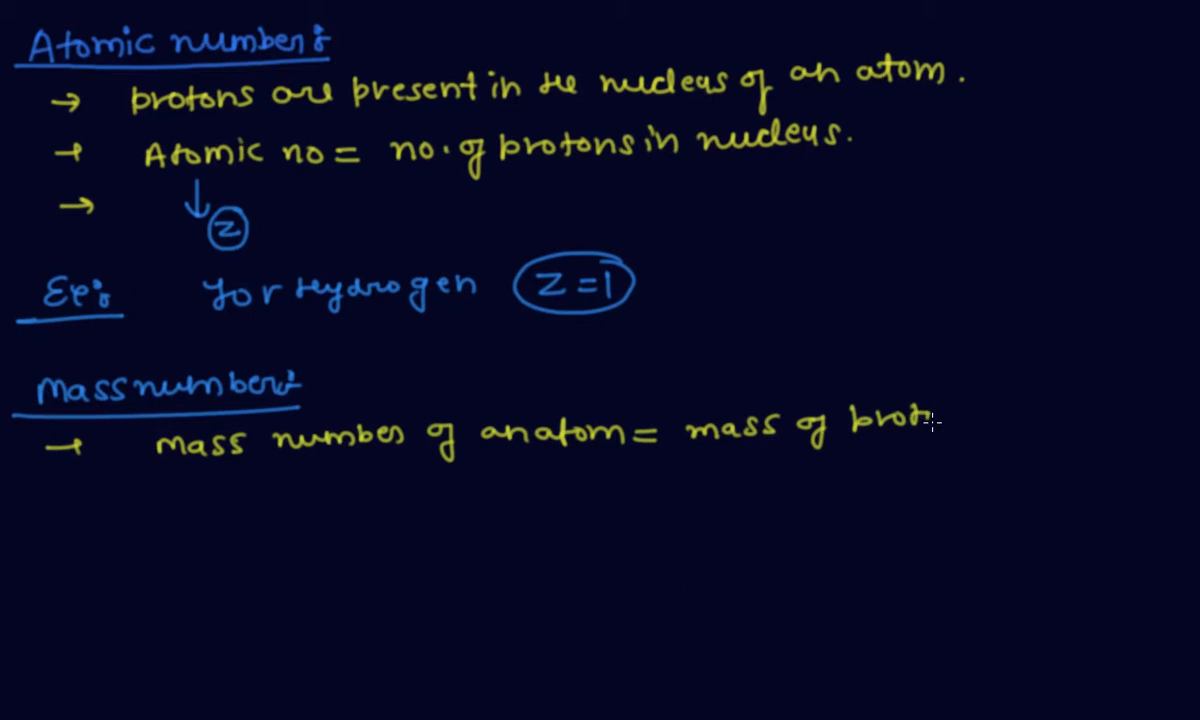 Atomic number:
→ protons are present in the nucleus of an atom.
→ Atomic no = no. of protons in nucleus.
→ ↓ Z
Ex: for Hydrogen Z=1
Mass number:
→ mass number of an atom = mass of prot